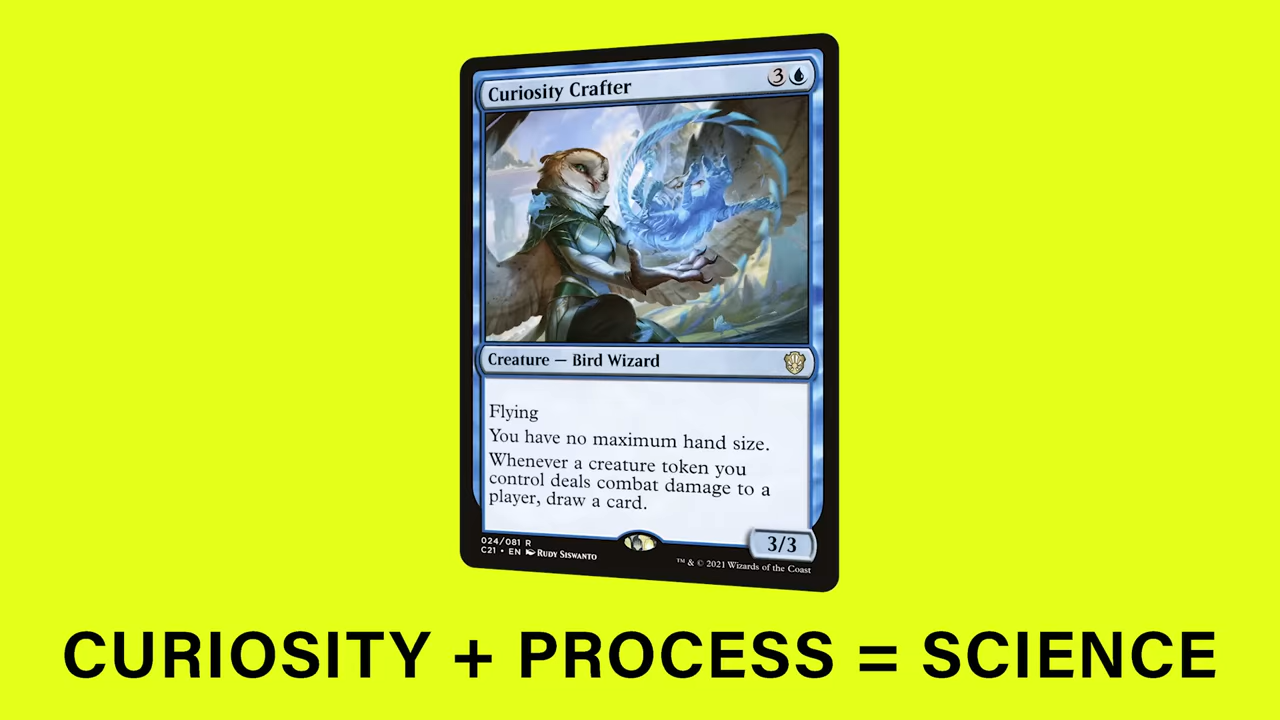 Curiosity Crafter
3
Creature — Bird Wizard
Flying
You have no maximum hand size.
Whenever a creature token you
control deals combat damage to a
player, draw a card.
3/3
024/081 R
C21 • EN Rudy Siswanto
™ & © 2021 Wizards of the Coast
CURIOSITY + PROCESS = SCIENCE